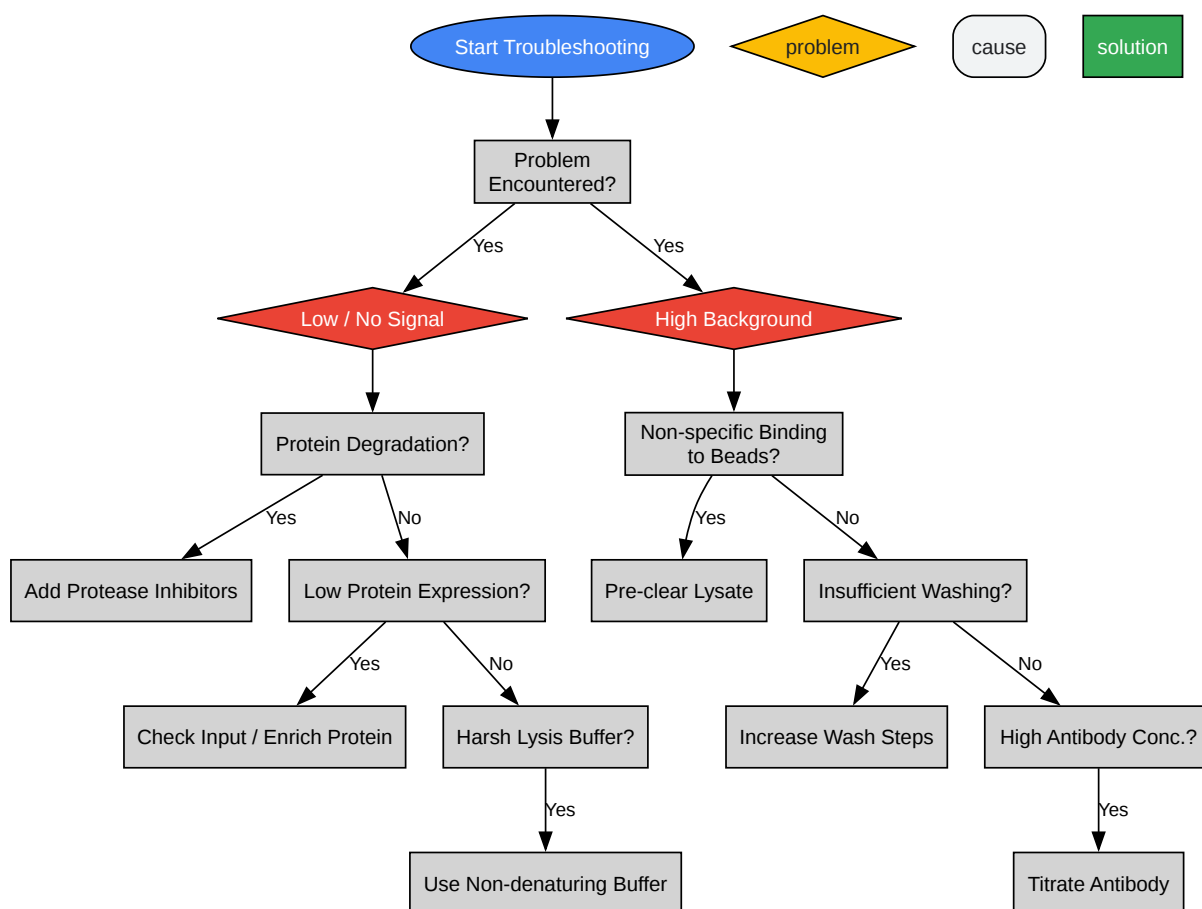 Start Troubleshooting
problem
cause
solution
Problem
Encountered?
Yes
Yes
Low / No Signal
High Background
Protein Degradation?
Non-specific Binding
to Beads?
Yes
No
Yes
No
Add Protease Inhibitors
Low Protein Expression?
Pre-clear Lysate
Insufficient Washing?
Yes
No
Yes
No
Check Input / Enrich Protein
Harsh Lysis Buffer?
Increase Wash Steps
High Antibody Conc.?
Yes
Yes
Use Non-denaturing Buffer
Titrate Antibody